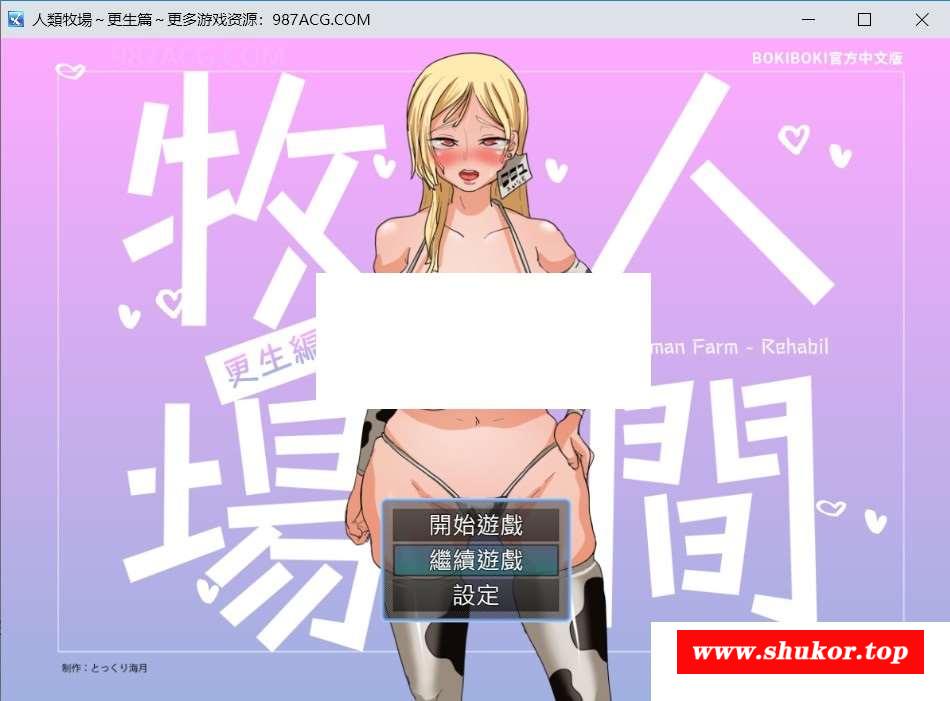 人類牧場～更生篇～更多游戏资源：987ACG.COM
987ACG.COM
BOKIBOKI官方中文版
人間
牧場
更生編
man Farm - Rehabil
開始遊戲
繼續遊戲
設定
www.shukor.top
制作：とっくり海月